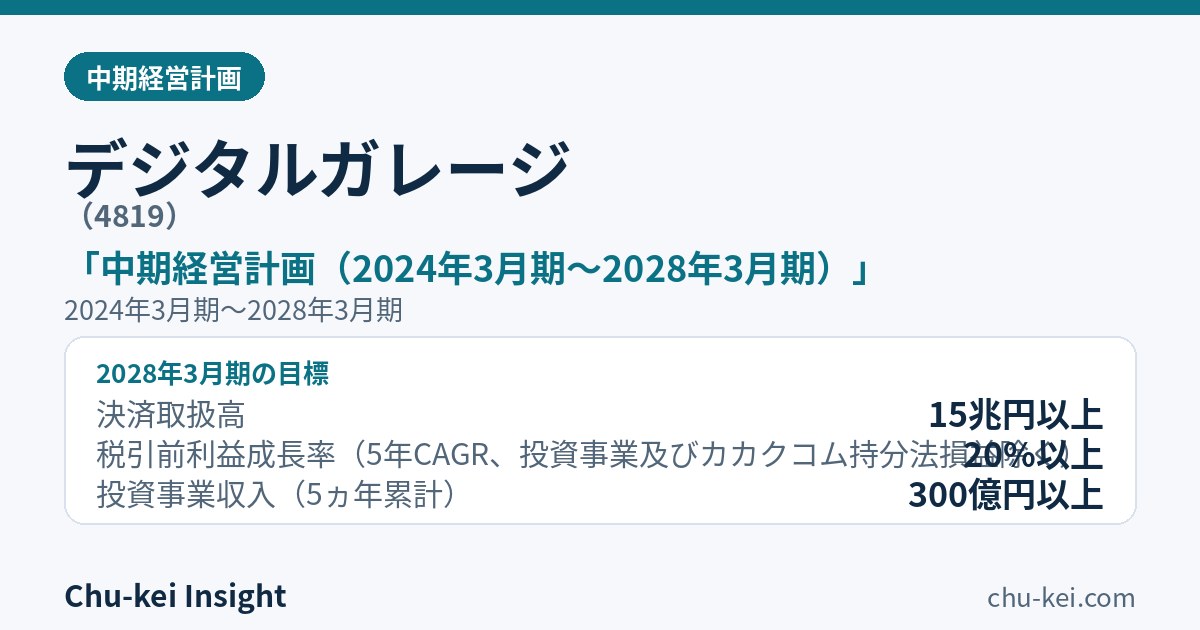 中期経営計画
デジタルガレージ
（4819）
「中期経営計画（2024年3月期～2028年3月期）」
2024年3月期～2028年3月期
2028年3月期の目標
決済取扱高 15兆円以上
税引前利益成長率（5年CAGR、投資事業及びカカクコム持分法損益除く） 20%以上
投資事業収入（5ヵ年累計） 300億円以上
Chu-kei Insight
chu-kei.com